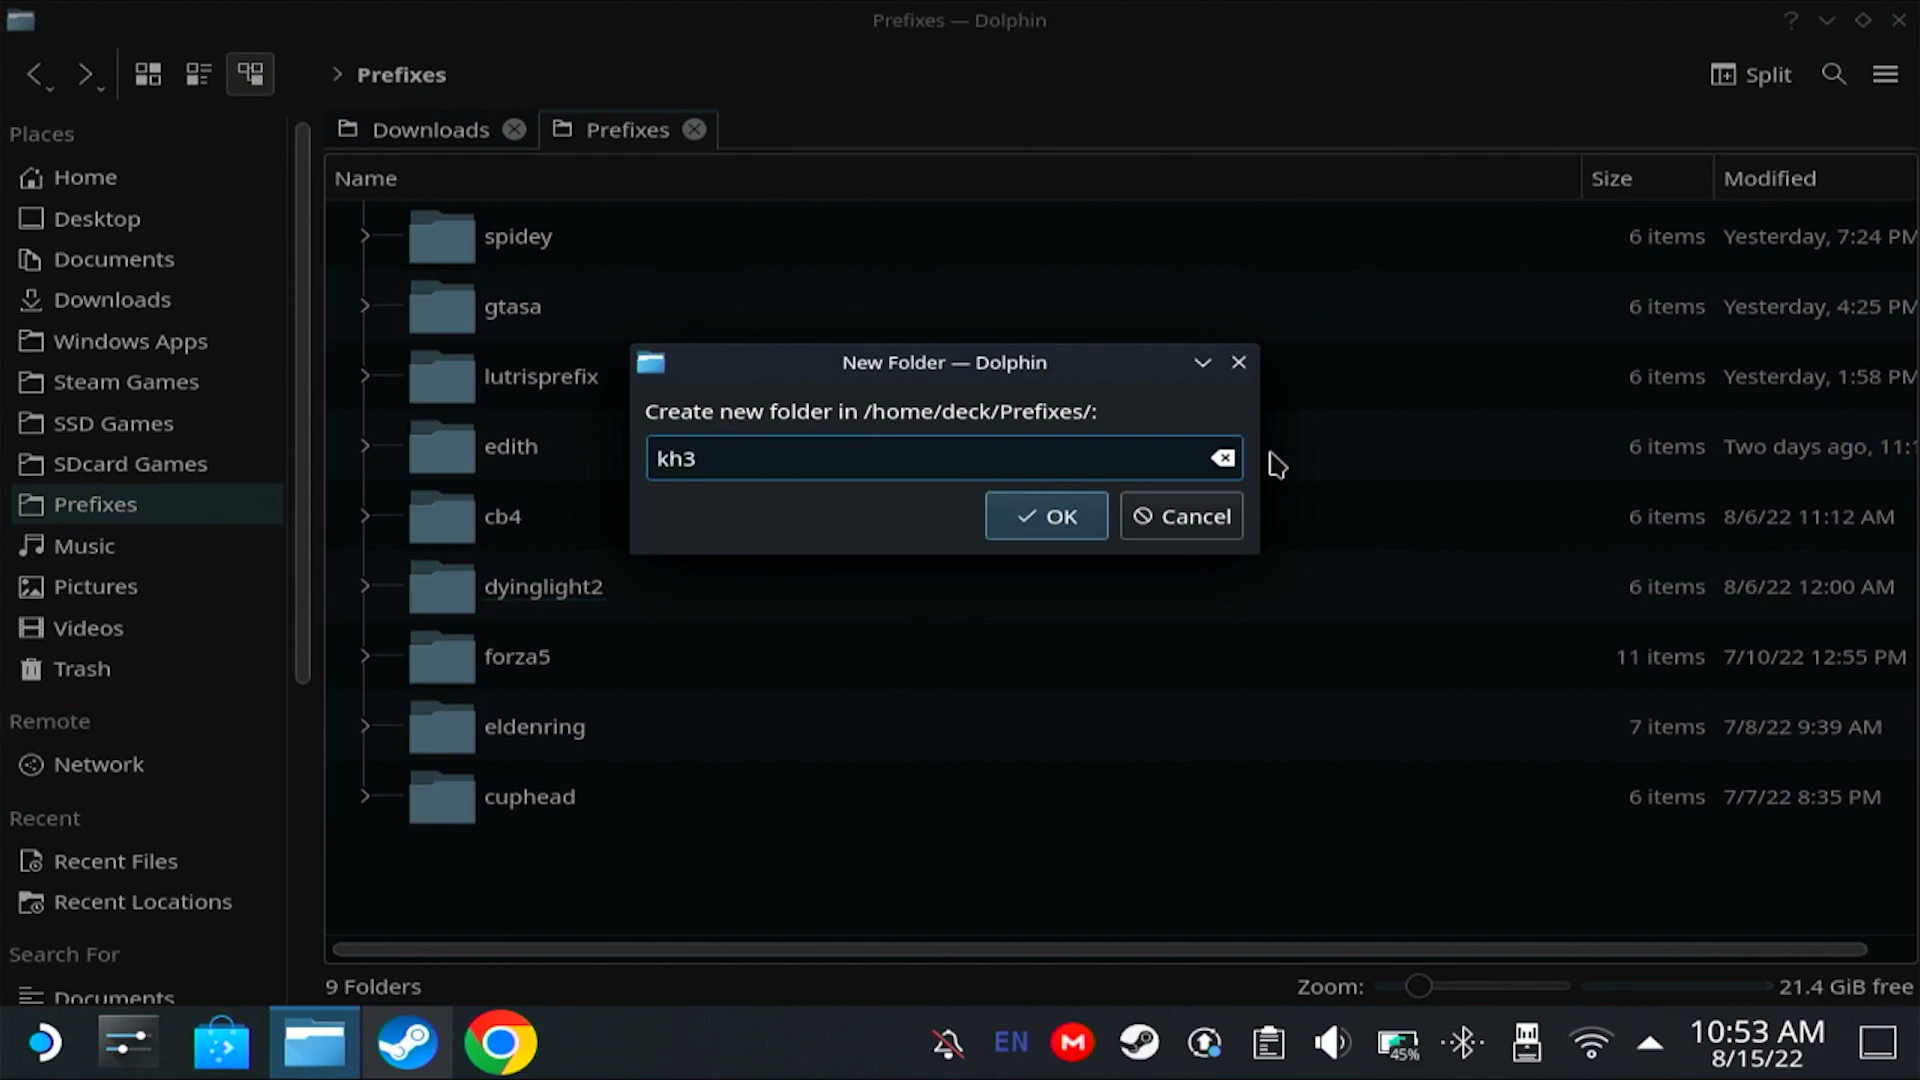 Prefixes — Dolphin
Prefixes
Split
Places
Home
Desktop
Documents
Downloads
Windows Apps
Steam Games
SSD Games
SDcard Games
Prefixes
Music
Pictures
Videos
Trash
Remote
Network
Recent
Recent Files
Recent Locations
Search For
Documents
Downloads
Prefixes
Name Size Modified
spidey 6 items Yesterday, 7:24 PM
gtasa 6 items Yesterday, 4:25 PM
lutrisprefix 6 items Yesterday, 1:58 PM
edith 6 items Two days ago, 11:1
cb4 6 items 8/6/22 11:12 AM
dyinglight2 6 items 8/6/22 12:00 AM
forza5 11 items 7/10/22 12:55 PM
eldenring 7 items 7/8/22 9:39 AM
cuphead 6 items 7/7/22 8:35 PM
New Folder — Dolphin
Create new folder in /home/deck/Prefixes/:
kh3
OK Cancel
9 Folders
Zoom:
21.4 GiB free
EN
M
45%
10:53 AM
8/15/22